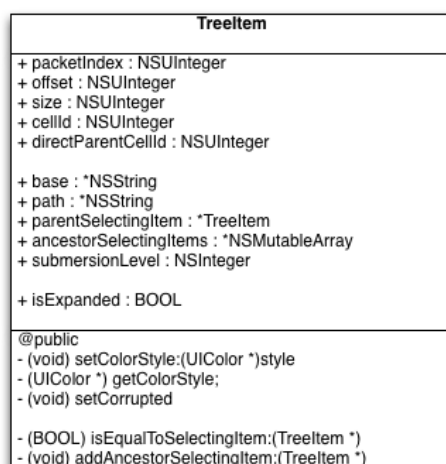 TreeItem
+ packetIndex : NSUInteger
+ offset : NSUInteger
+ size : NSUInteger
+ cellId : NSUInteger
+ directParentCellId : NSUInteger
+ base : *NSString
+ path : *NSString
+ parentSelectingItem : *TreeItem
+ ancestorSelectingItems : *NSMutableArray
+ submersionLevel : NSInteger
+ isExpanded : BOOL
@public
- (void) setColorStyle:(UIColor *)style
- (UIColor *) getColorStyle;
- (void) setCorrupted
- (BOOL) isEqualToSelectingItem:(TreeItem *)
- (void) addAncestorSelectingItem:(TreeItem *)